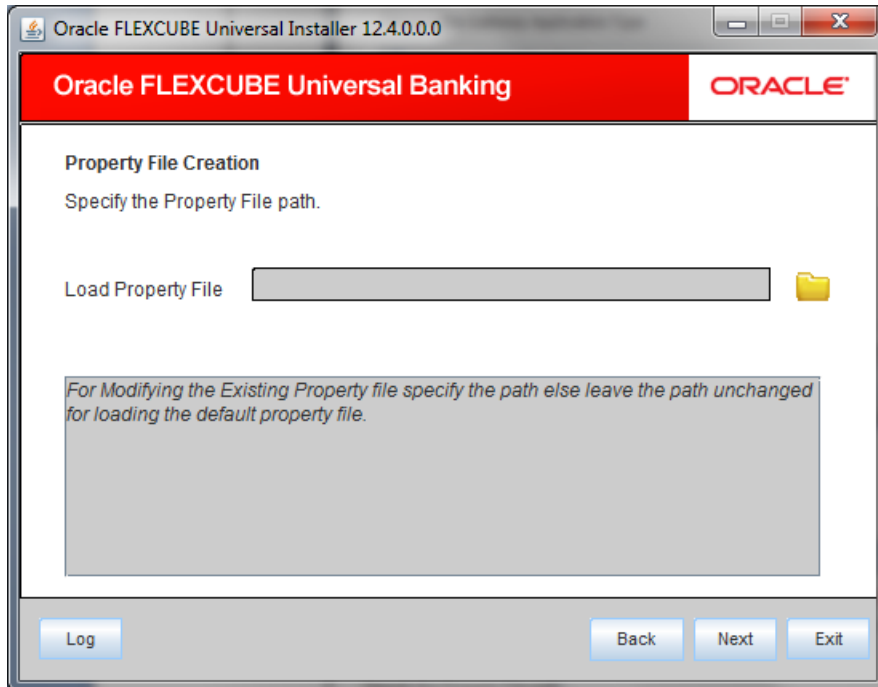 Oracle FLEXCUBE Universal Installer 12.4.0.0.0
Oracle FLEXCUBE Universal Banking
ORACLE®
Property File Creation
Specify the Property File path.
Load Property File
For Modifying the Existing Property file specify the path else leave the path unchanged
for loading the default property file.
Log
Back
Next
Exit